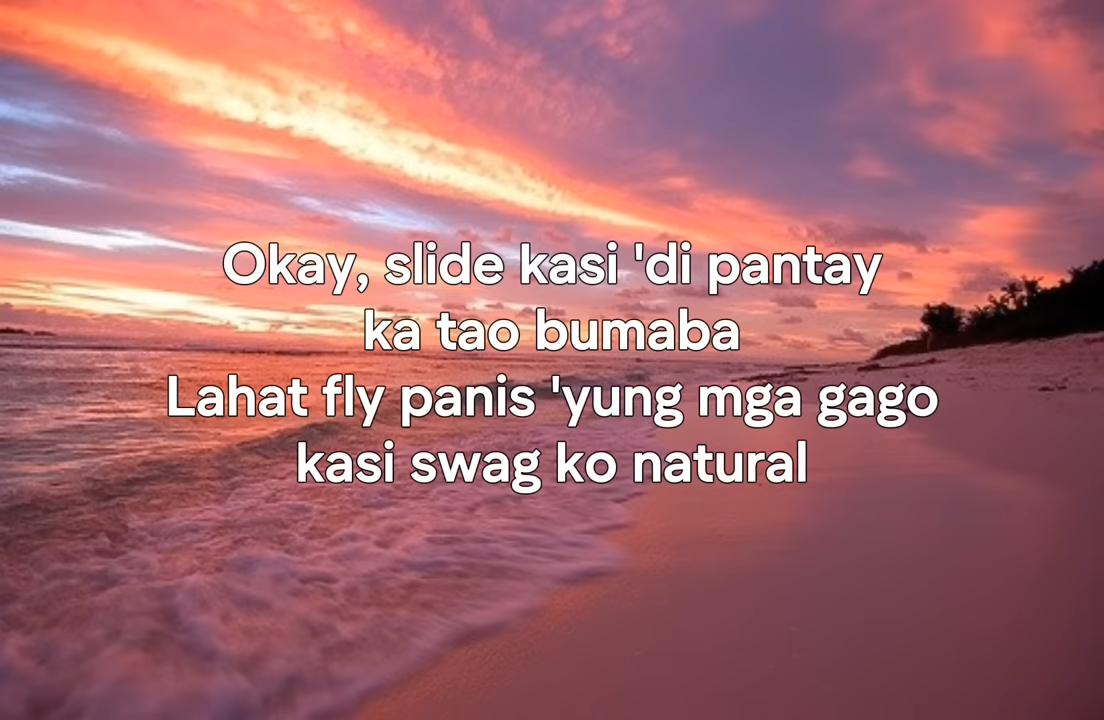 Okay, slide kasi 'di pantay
ka tao bumaba
Lahat fly panis 'yung mga gago
kasi swag ko natural